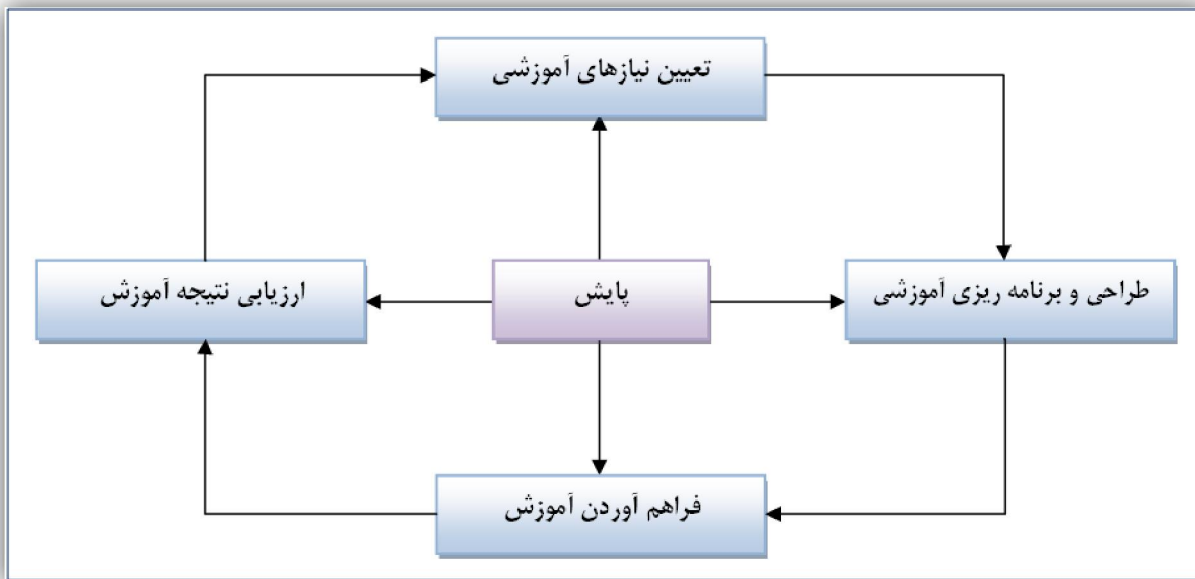 تعیین نیازهای آموزشی
طراحی و برنامه ریزی آموزشی
پایش
ارزیابی نتیجه آموزش
فراهم آوردن آموزش